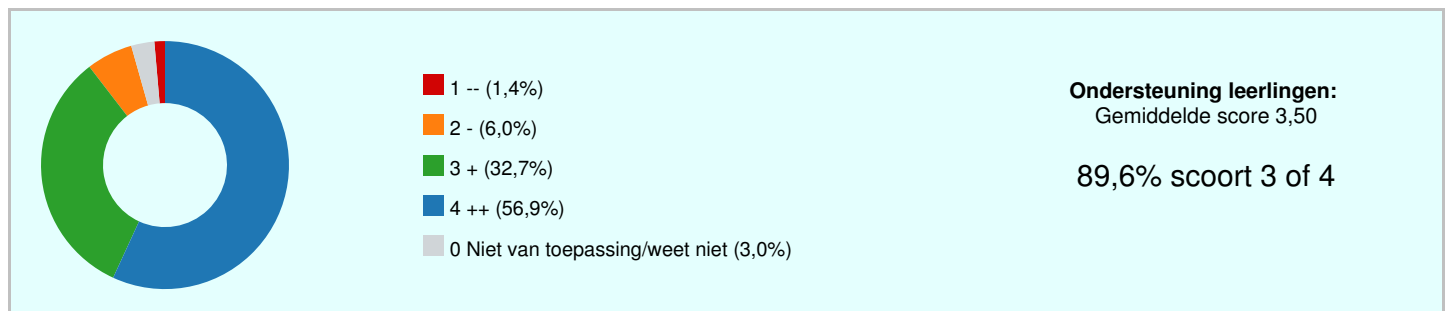 1 -- (1,4%)
2 - (6,0%)
3 + (32,7%)
4 ++ (56,9%)
0 Niet van toepassing/weet niet (3,0%)
Ondersteuning leerlingen:
Gemiddelde score 3,50
89,6% scoort 3 of 4